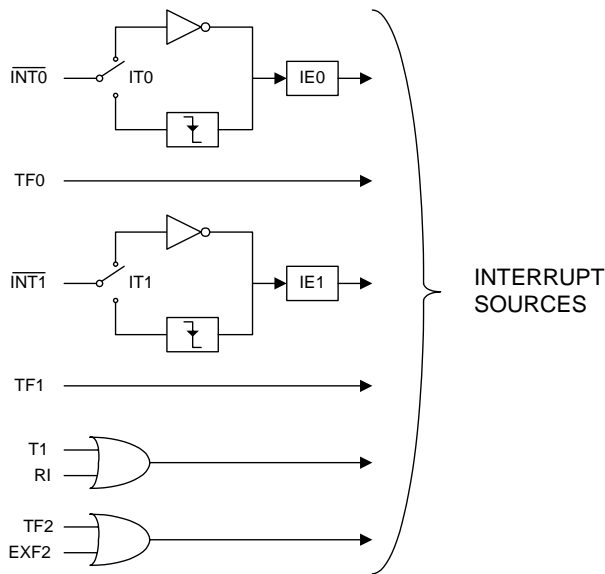 INT0
IT0
IE0
TF0
INT1
IT1
IE1
INTERRUPT
SOURCES
TF1
T1
RI
TF2
EXF2